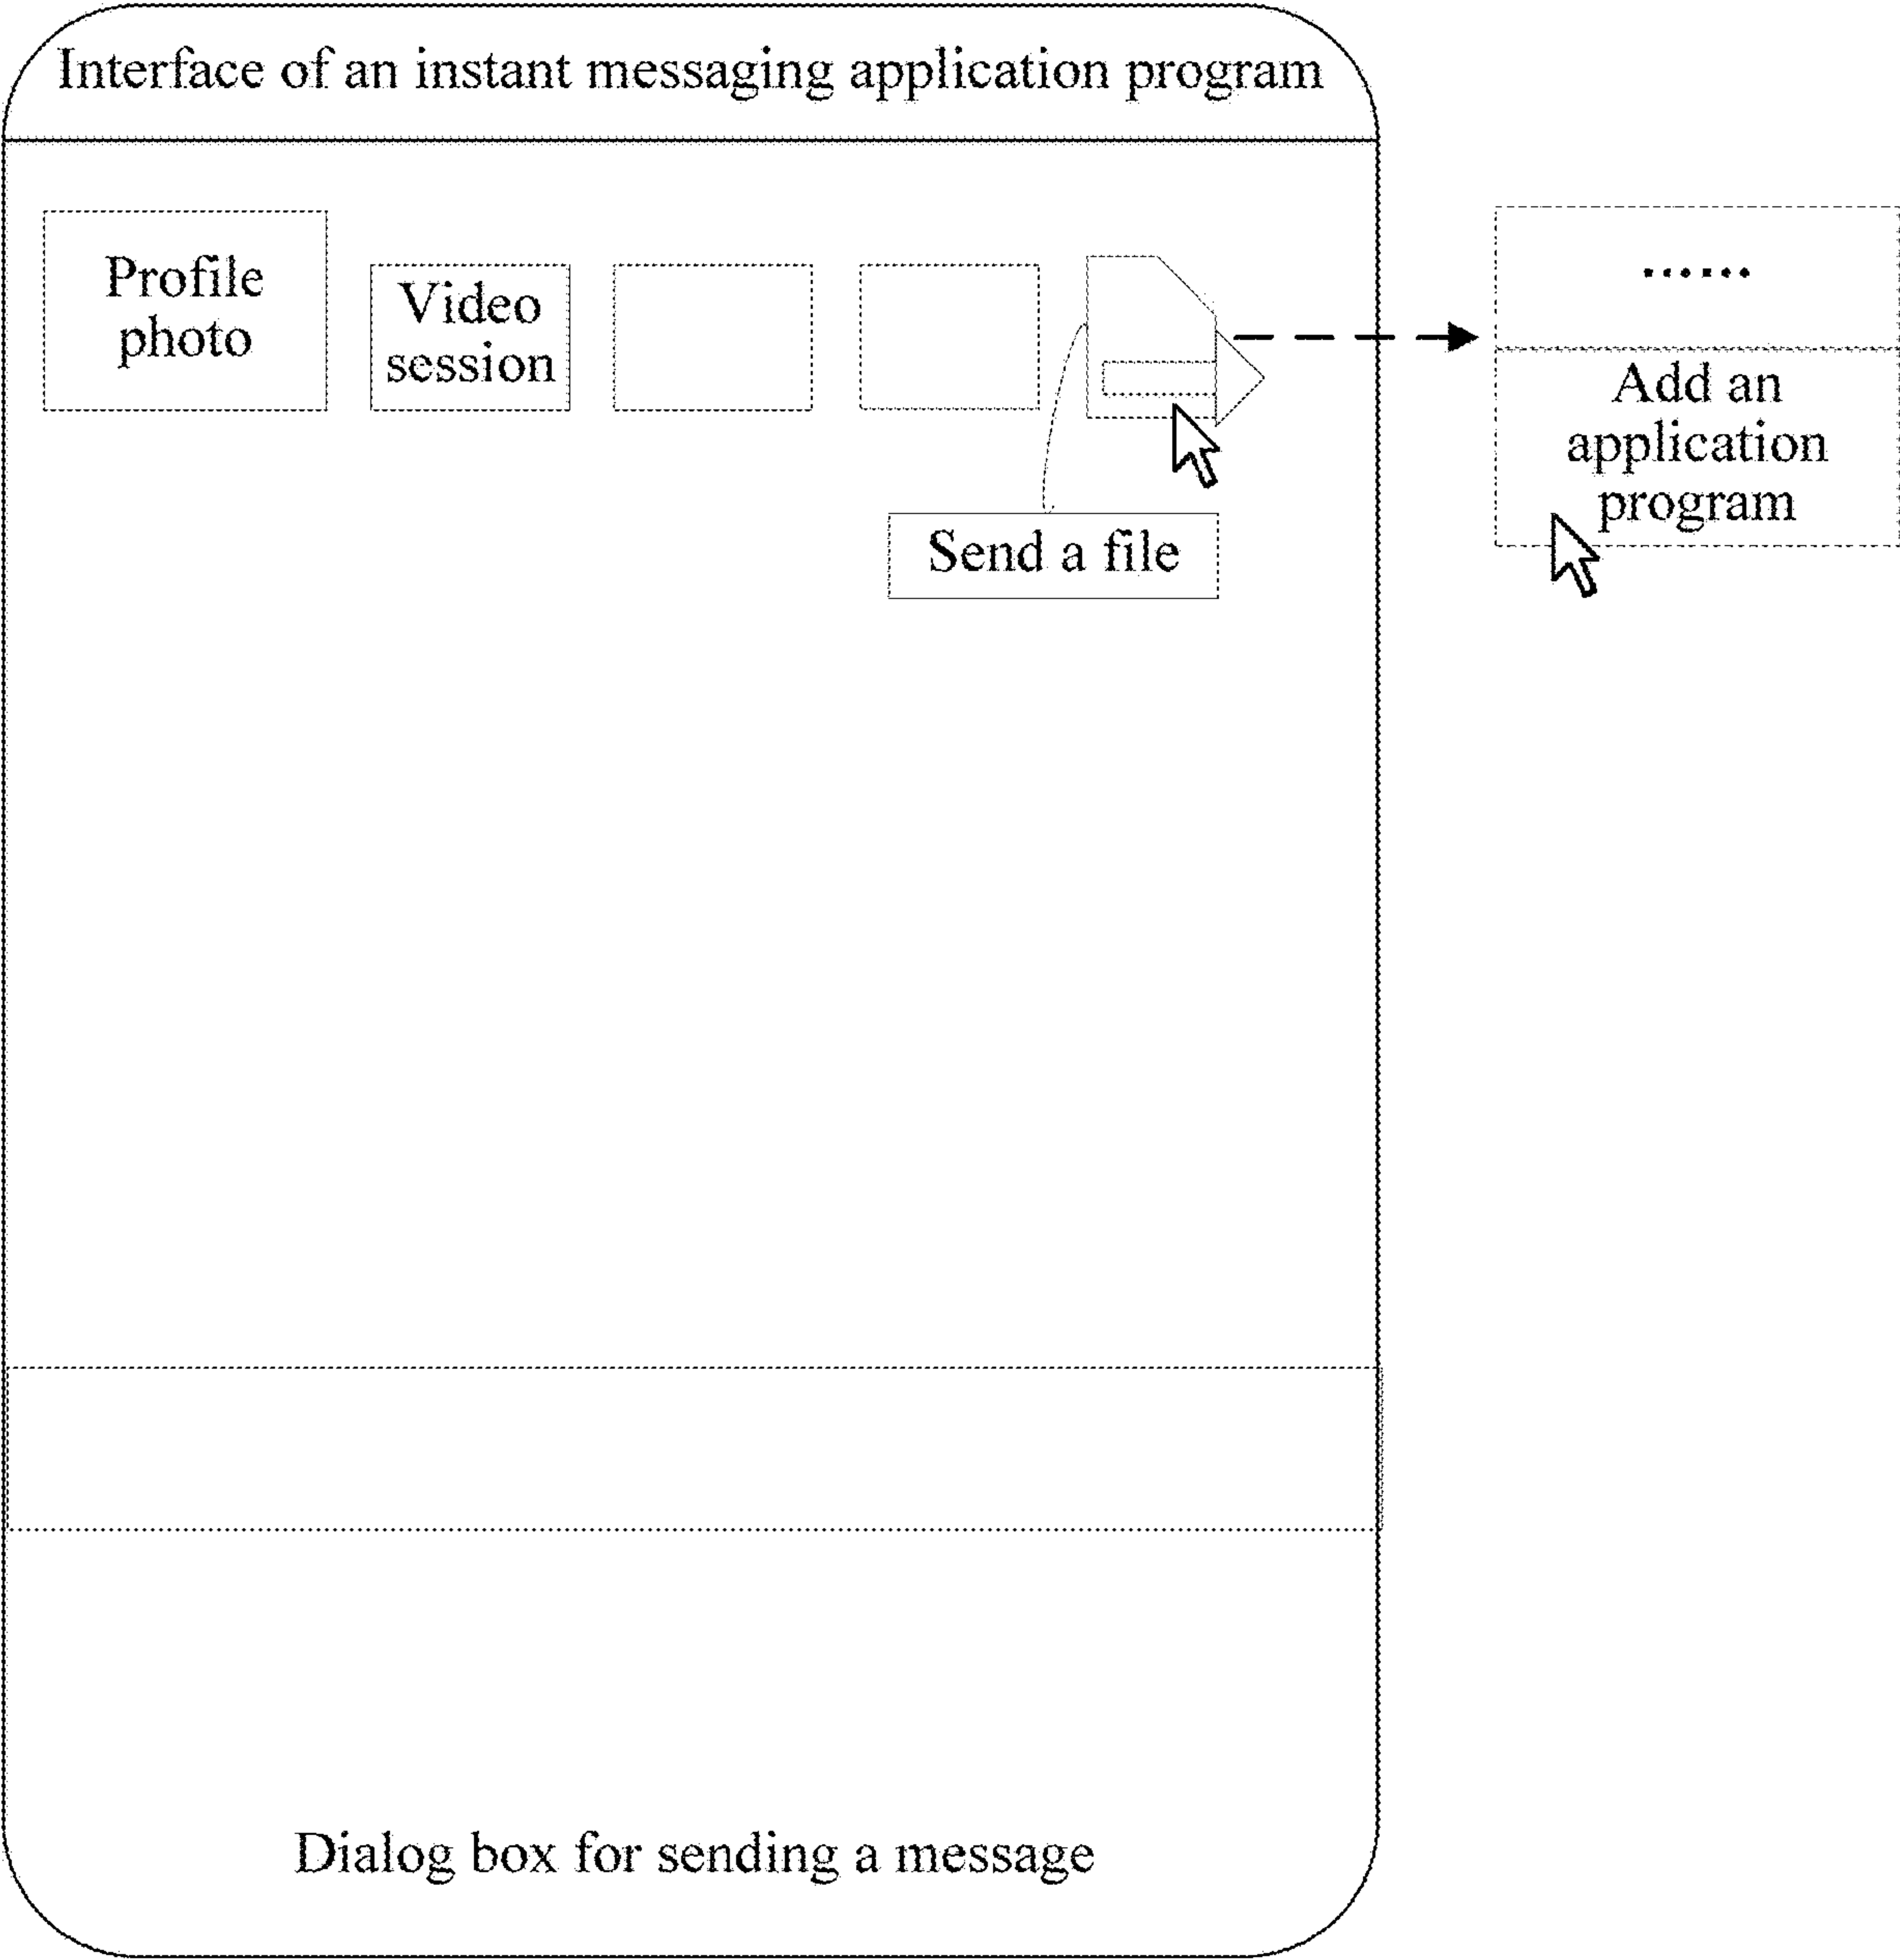 Interface of an instant messaging application program
Profile
photo
Video
session
Send a file
......
Add an
application
program
Dialog box for sending a message